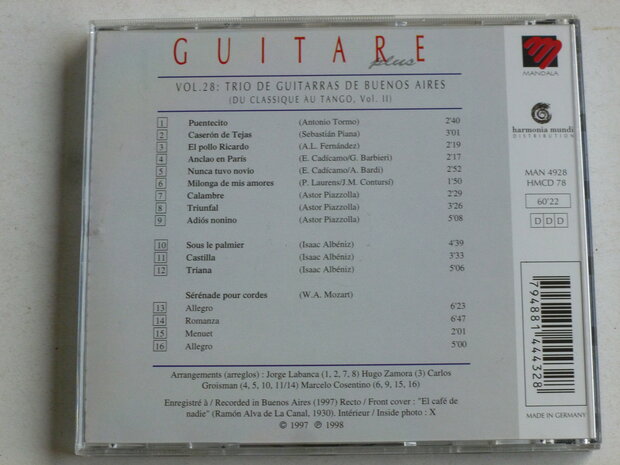 GUITARE
plus
VOL.28: TRIO DE GUITARRAS DE BUENOS AIRES
(DU CLASSIQUE AU TANGO, Vol. II)
1 Puentecito (Antonio Tormo) 2'40
2 Caserón de Tejas (Sebastián Piana) 3'01
3 El pollo Ricardo (A.L. Fernández) 2'19
4 Anclao en París (E. Cadícamo/G. Barbieri) 2'17
5 Nunca tuvo novio (E. Cadícamo/A. Bardi) 2'52
6 Milonga de mis amores (P. Laurens/J.M. Contursí) 1'50
7 Calambre (Astor Piazzolla) 2'29
8 Triunfal (Astor Piazzolla) 3'26
9 Adiós nonino (Astor Piazzolla) 5'08
10 Sous le palmier (Isaac Albéniz) 4'39
11 Castilla (Isaac Albéniz) 3'33
12 Triana (Isaac Albéniz) 5'06
Sérénade pour cordes (W.A. Mozart)
13 Allegro 6'23
14 Romanza 6'47
15 Menuet 2'01
16 Allegro 5'00
Arrangements (arreglos) : Jorge Labanca (1, 2, 7, 8) Hugo Zamora (3) Carlos
Groisman (4, 5, 10, 11/14) Marcelo Cosentino (6, 9, 15, 16)
Enregistré à / Recorded in Buenos Aires (1997) Recto / Front cover : "El café de
nadie" (Ramón Alva de La Canal, 1930). Intérieur / Inside photo : X
© 1997 ℗ 1998
MANDALA
harmonia mundi
DISTRIBUTION
MAN 4928
HMCD 78
60'22
D D D
794881444328
MADE IN GERMANY